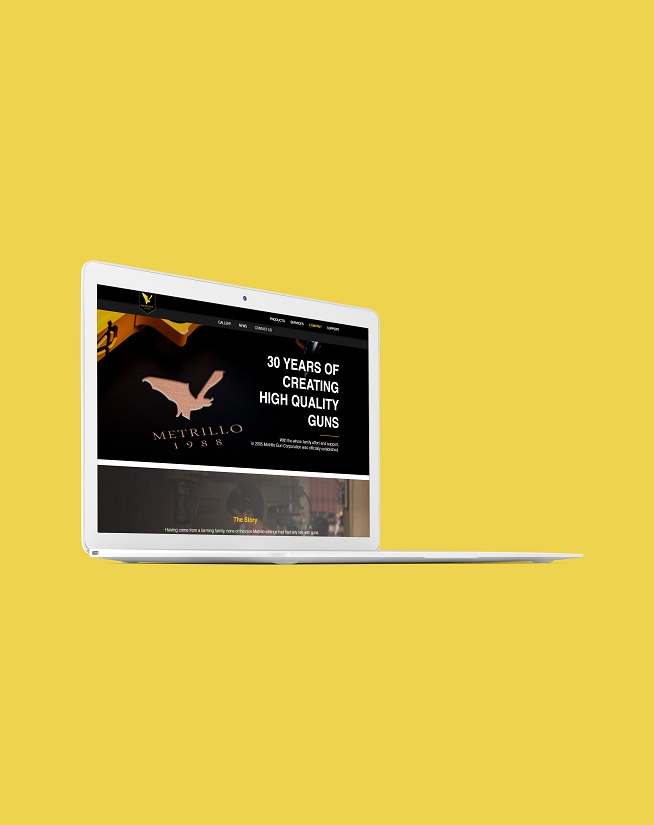 PRODUCTS SERVICES COMPANY SUPPORT
GALLERY NEWS CONTACT US
30 YEARS OF
CREATING
HIGH QUALITY
GUNS
METRILLO
1988
With the whole family effort and support,
in 2005 Metrillo Gun Corporation was officially established.
The Story
Having come from a farming family, none of the nine Metrillo siblings had had any ties with guns